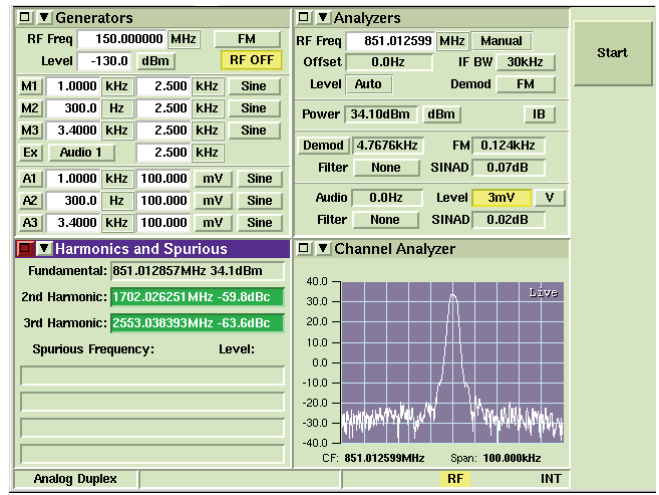 Generators
RF Freq 150.000000 MHz FM
Level -130.0 dBm RF OFF
M1 1.0000 kHz 2.500 kHz Sine
M2 300.0 Hz 2.500 kHz Sine
M3 3.4000 kHz 2.500 kHz Sine
Ex Audio 1 2.500 kHz
A1 1.0000 kHz 100.000 mV Sine
A2 300.0 Hz 100.000 mV Sine
A3 3.4000 kHz 100.000 mV Sine
Analyzers
RF Freq 851.012599 MHz Manual
Offset 0.0Hz IF BW 30kHz
Level Auto Demod FM
Power 34.10dBm dBm IB
Demod 4.7676kHz FM 0.124kHz
Filter None SINAD 0.07dB
Audio 0.0Hz Level 3mV V
Filter None SINAD 0.02dB
Start
Harmonics and Spurious
Fundamental: 851.012857MHz 34.1dBm
2nd Harmonic: 1702.026251MHz -59.8dBc
3rd Harmonic: 2553.038393MHz -63.6dBc
Spurious Frequency: Level:
Channel Analyzer
Live
40.0
30.0
20.0
10.0
0.0
-10.0
-20.0
-30.0
-40.0
CF: 851.012599MHz Span: 100.000kHz
Analog Duplex RF INT